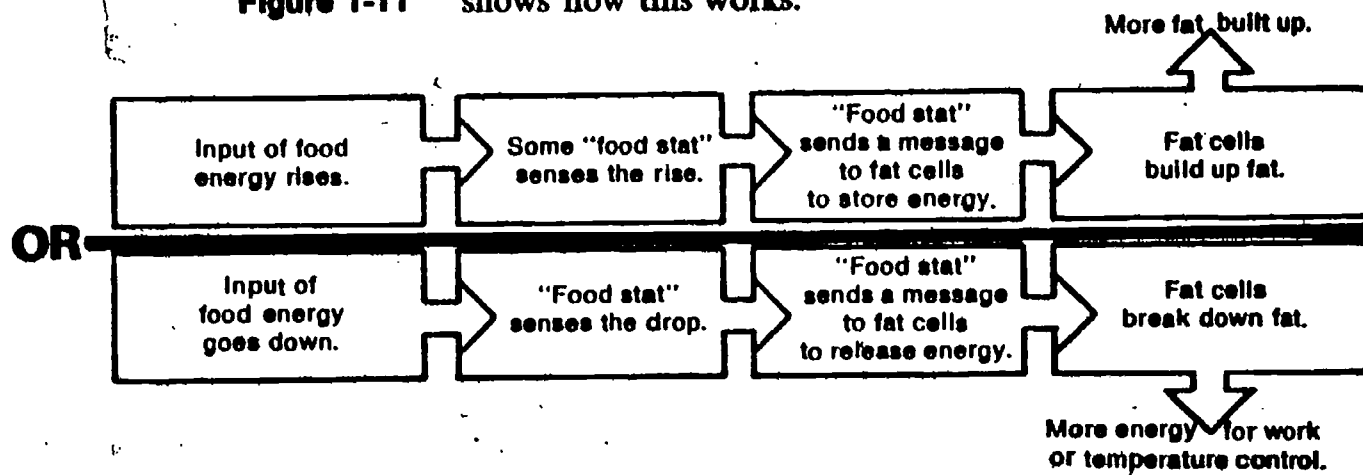 Figure 1-11 shows how this works.
More fat built up.
Input of food
energy rises.
Some "food stat"
senses the rise.
"Food stat"
sends a message
to fat cells
to store energy.
Fat cells
build up fat.
OR
Input of
food energy
goes down.
"Food stat"
senses the drop.
"Food stat"
sends a message
to fat cells
to release energy.
Fat cells
break down fat.
More energy for work
or temperature control.